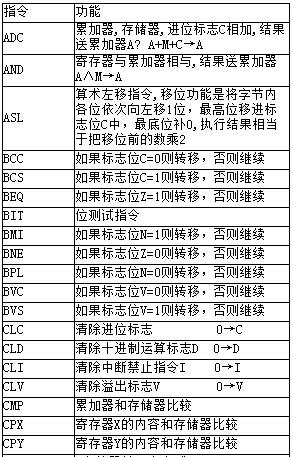 指令 功能
ADC 累加器,存储器,进位标志C相加,结果
送累加器A? A+M+C→A
AND 寄存器与累加器相与,结果送累加器
A∧M→A
ASL 算术左移指令,移位功能是将字节内
各位依次向左移1位，最高位移进标
志位C中，最底位补0,执行结果相当
于把移位前的数乘2
BCC 如果标志位C=0则转移，否则继续
BCS 如果标志位C=1则转移，否则继续
BEQ 如果标志位Z=1则转移，否则继续
BIT 位测试指令
BMI 如果标志位N=1则转移，否则继续
BNE 如果标志位Z=0则转移，否则继续
BPL 如果标志位N=0则转移，否则继续
BVC 如果标志位V=0则转移，否则继续
BVS 如果标志位V=1则转移，否则继续
CLC 清除进位标志 0→C
CLD 清除十进制运算标志D 0→D
CLI 清除中断禁止指令I 0→I
CLV 清除溢出标志V 0→V
CMP 累加器和存储器比较
CPX 寄存器X的内容和存储器比较
CPY 寄存器Y的内容和存储器比较